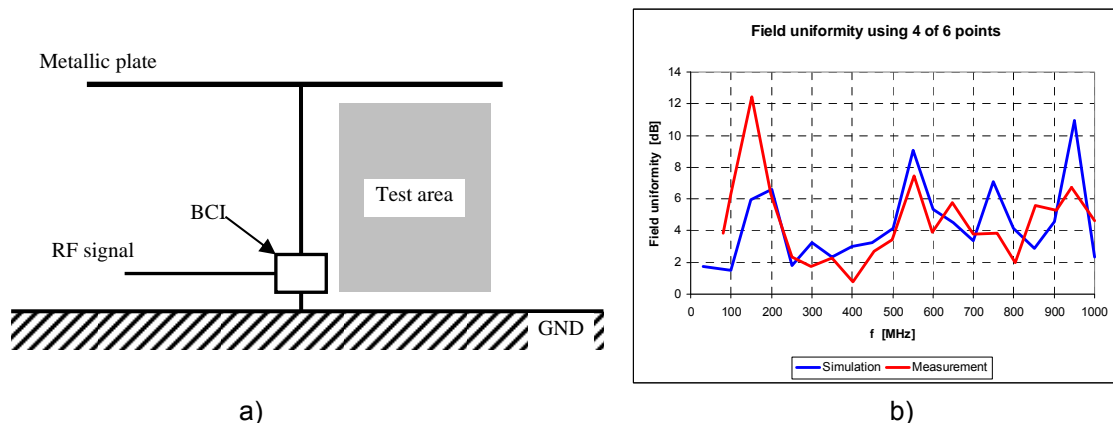 Metallic plate
Test area
BCI
RF signal
GND
a)
Field uniformity using 4 of 6 points
Field uniformity [dB]
14
12
10
8
6
4
2
0
0 100 200 300 400 500 600 700 800 900 1000
f [MHz]
Simulation Measurement
b)